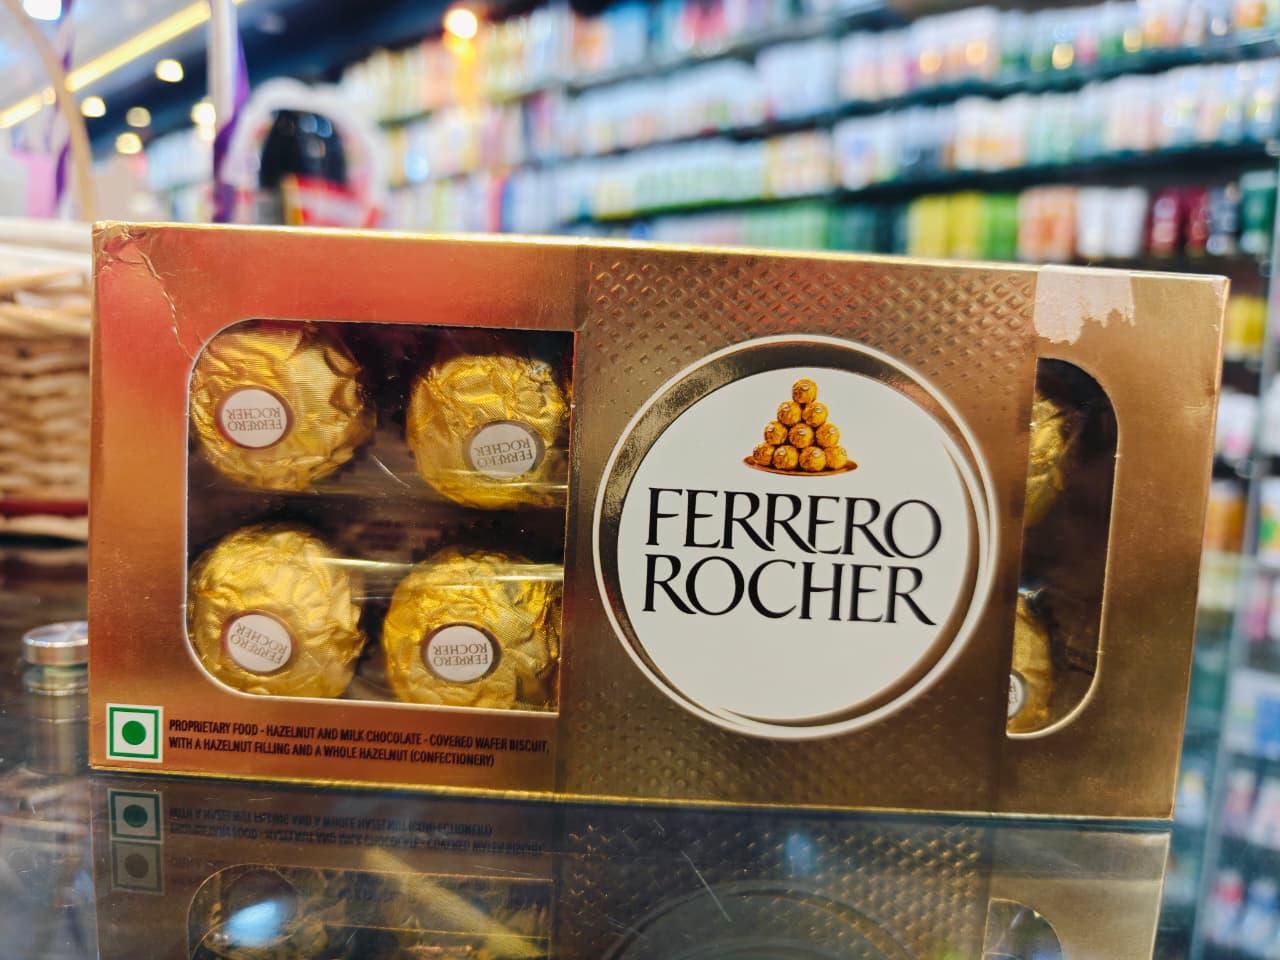 FERRERO
ROCHER
FERRERO
ROCHER
FERRERO
ROCHER
FERRERO
ROCHER
FERRERO
ROCHER
PROPRIETARY FOOD - HAZELNUT AND MILK CHOCOLATE - COVERED WAFER BISCUIT,
WITH A HAZELNUT FILLING AND A WHOLE HAZELNUT (CONFECTIONERY)